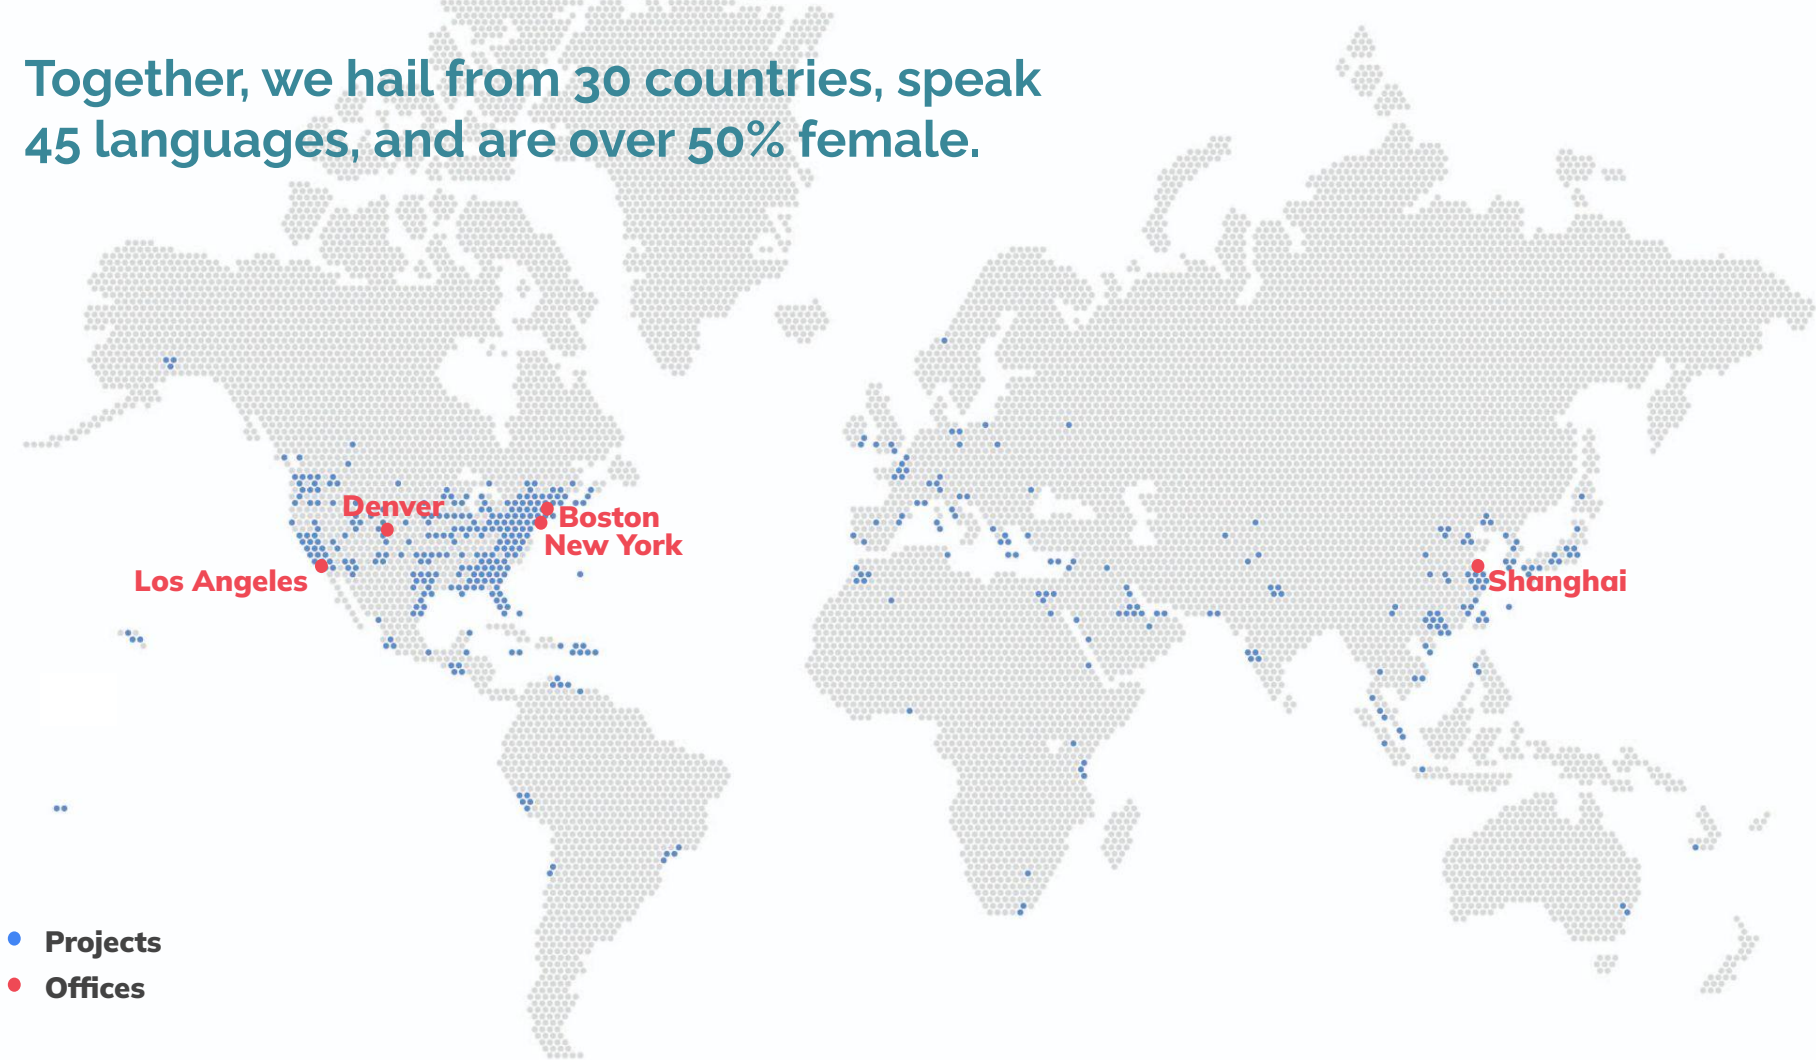 Together, we hail from 30 countries, speak
45 languages, and are over 50% female.
Denver
Boston
New York
Los Angeles
Shanghai
Projects
Offices